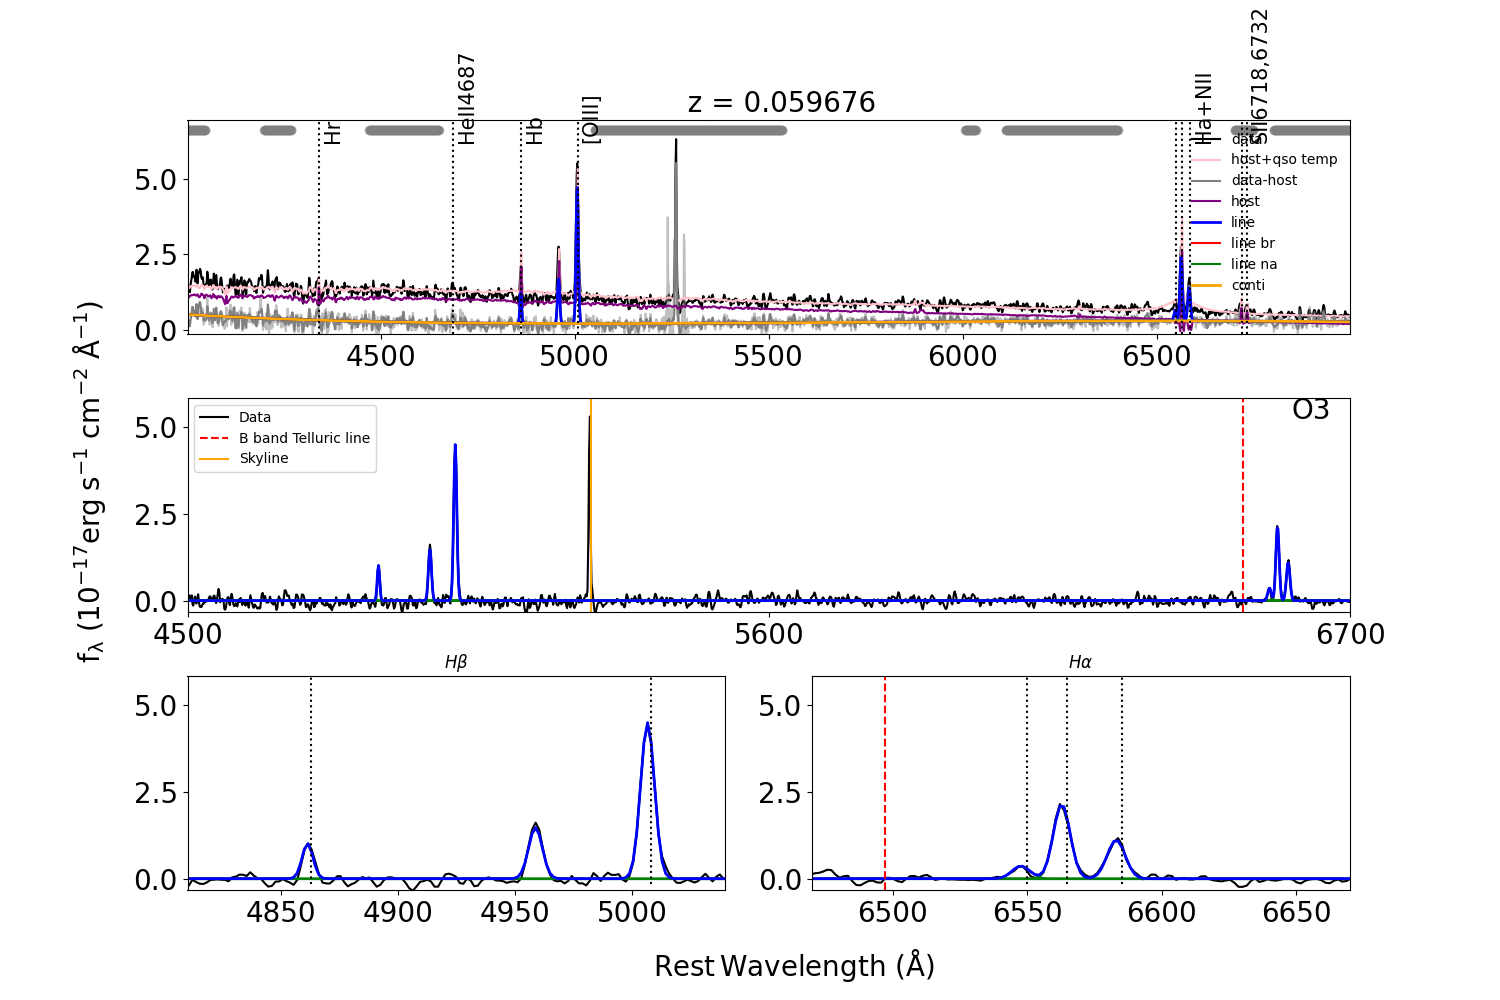 z = 0.059676
Hr
HeII4687
Hb
[OIII]
Ha+NII
SII6718,6732
data
host+qso temp
data-host
host
line
line br
line na
conti
5.0
2.5
0.0
4500 5000 5500 6000 6500
fλ (10−17erg s−1 cm−2 Å−1)
O3
Data
B band Telluric line
Skyline
5.0
2.5
0.0
4500 5600 6700
Hβ
5.0
2.5
0.0
4850 4900 4950 5000
Hα
5.0
2.5
0.0
6500 6550 6600 6650
Rest Wavelength (Å)